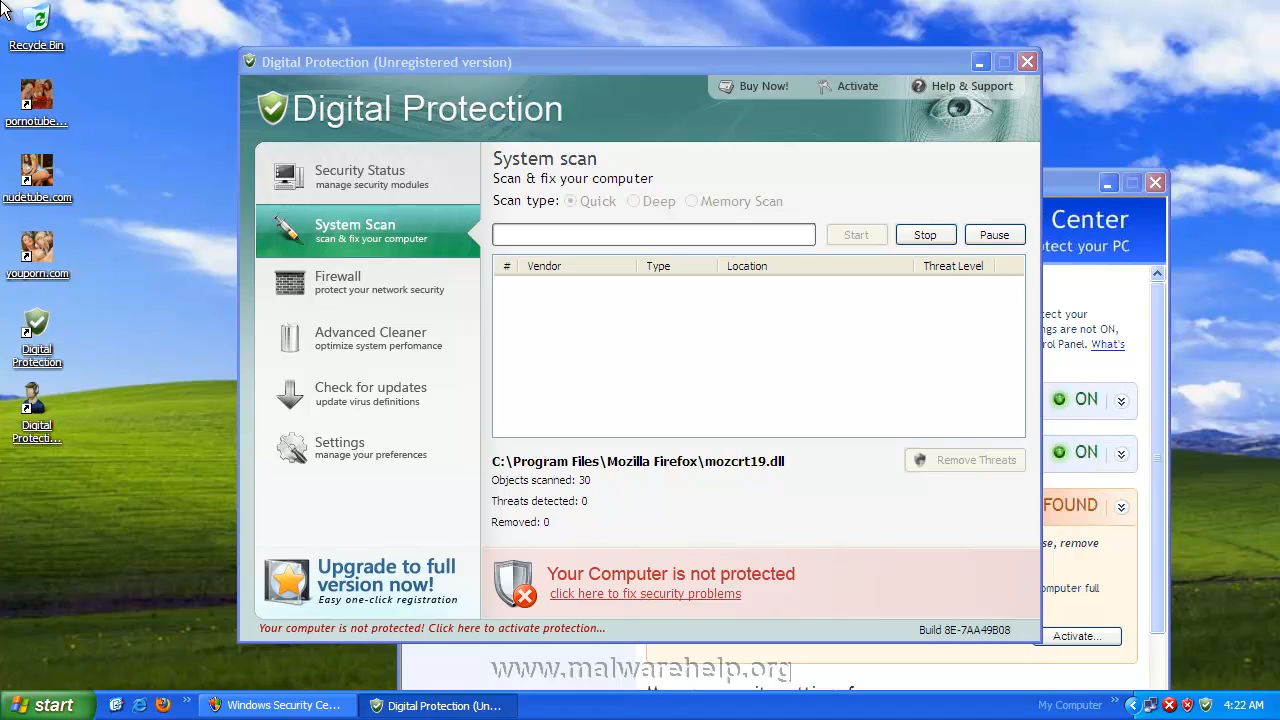 Recycle Bin
pornotube...
nudetube.com
youporn.com
Digital
Protection
Digital
Protecti...
Digital Protection (Unregistered version)
Buy Now!
Activate
Help & Support
Digital Protection
Security Status
manage security modules
System Scan
scan & fix your computer
Firewall
protect your network security
Advanced Cleaner
optimize system perfomance
Check for updates
update virus definitions
Settings
manage your preferences
Upgrade to full
version now!
Easy one-click registration
System scan
Scan & fix your computer
Scan type: Quick Deep Memory Scan
Start Stop Pause
# Vendor Type Location Threat Level
C:\Program Files\Mozilla Firefox\mozcrt19.dll
Remove Threats
Objects scanned: 30
Threats detected: 0
Removed: 0
Your Computer is not protected
click here to fix security problems
Your computer is not protected! Click here to activate protection...
Build 8E-7AA49B08
Center
otect your PC
tect your
ngs are not ON,
rol Panel. What's
ON
ON
FOUND
se, remove
omputer full
Activate...
www.malwarehelp.org
start
Windows Security Ce...
Digital Protection (Un...
My Computer
4:22 AM